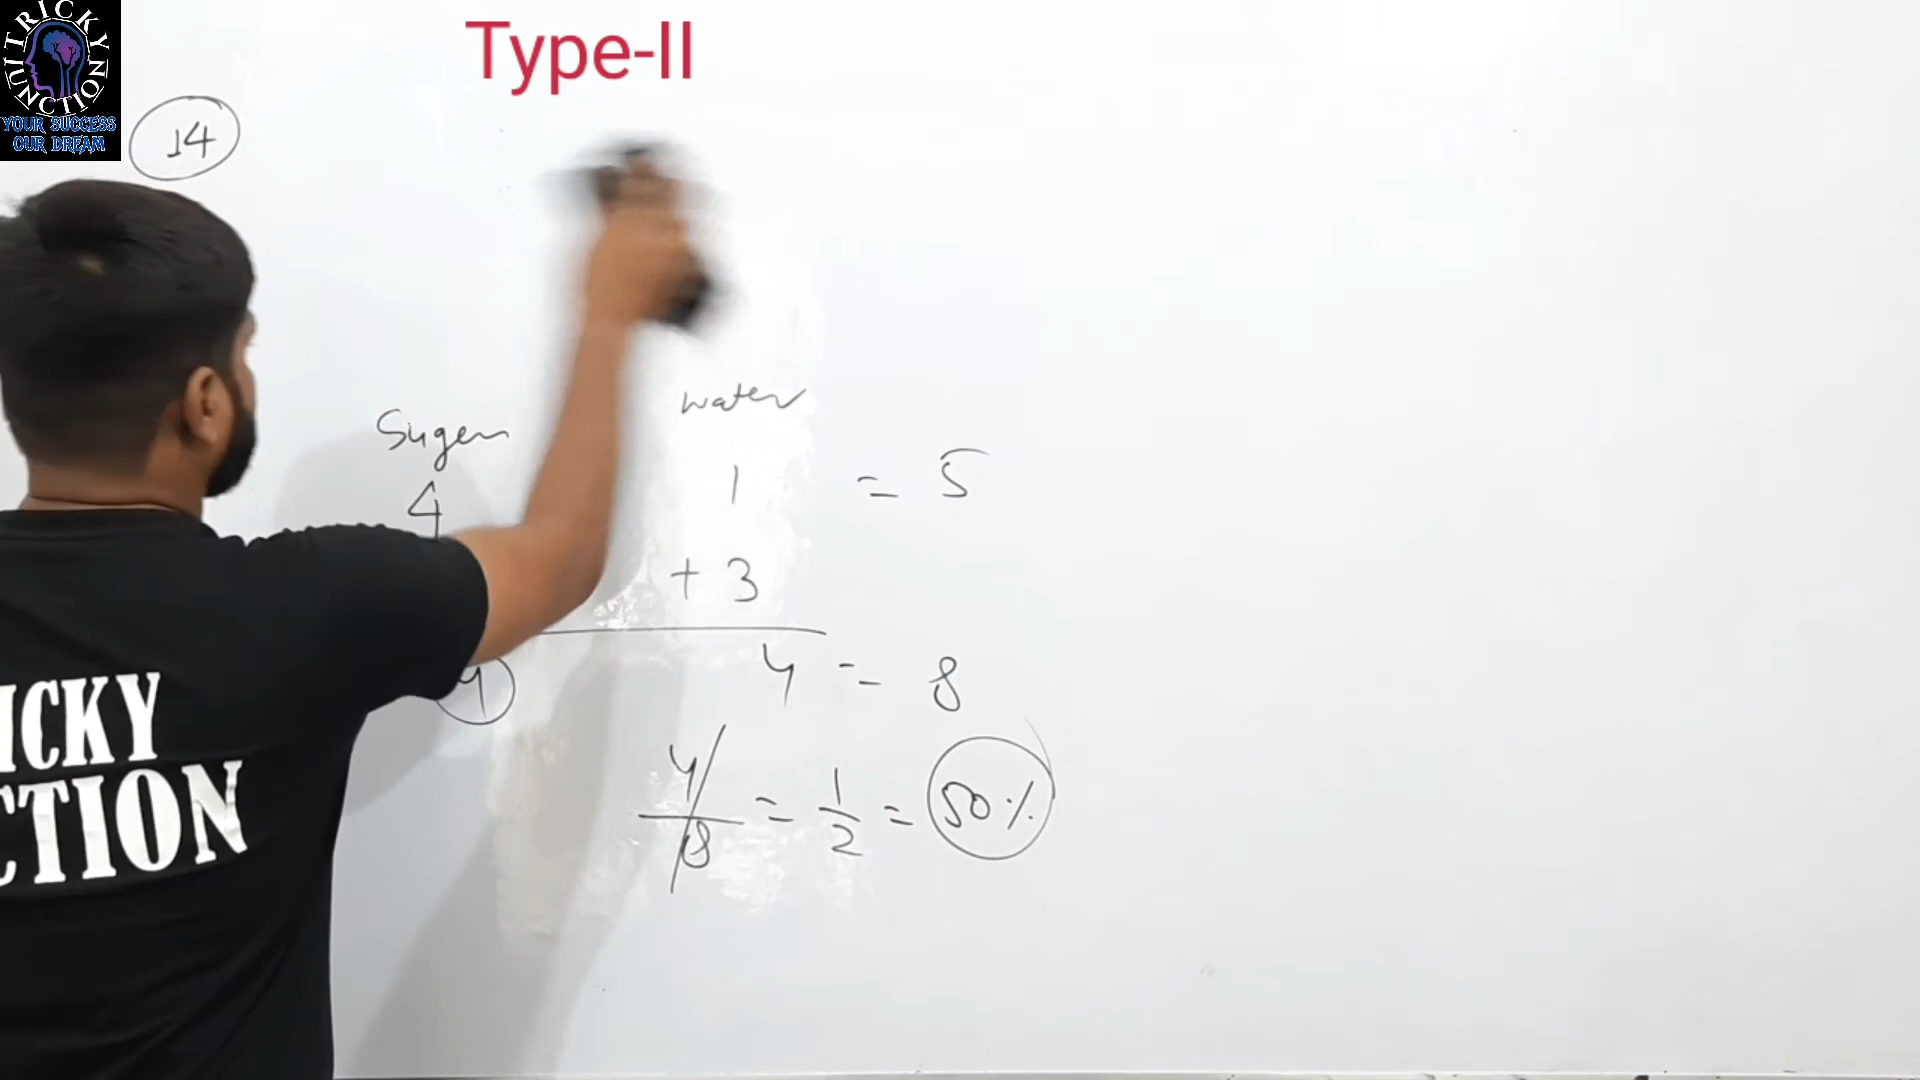 TRICKY
JUNCTION
YOUR SUCCESS
OUR DREAM
Type-II
14
Sugar water
4 1 = 5
+ 3
4 4 = 8
4/8 = 1/2 = 50%
ICKY
CTION